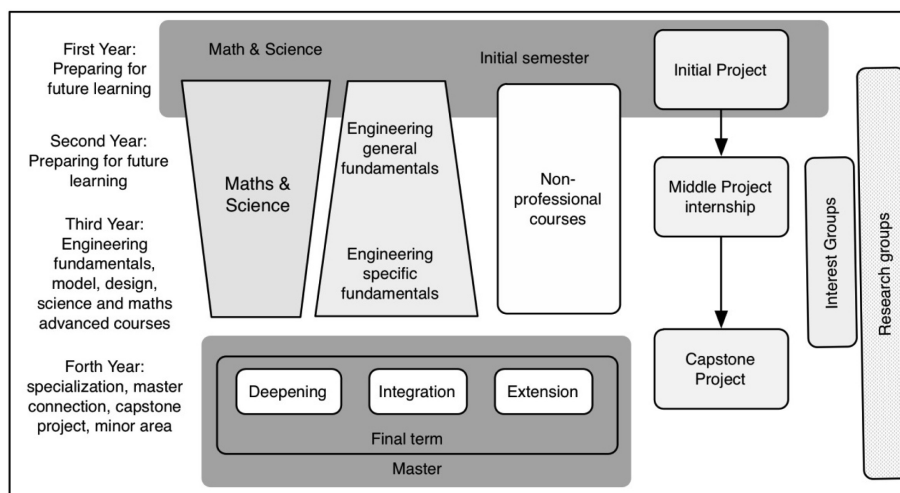 First Year:
Preparing for
future learning
Math & Science
Initial semester
Initial Project
Second Year:
Preparing for future
learning
Maths &
Science
Engineering
general
fundamentals
Non-
professional
courses
Middle Project
internship
Third Year:
Engineering
fundamentals,
model, design,
science and maths
advanced courses
Engineering
specific
fundamentals
Interest Groups
Research groups
Forth Year:
specialization, master
connection, capstone
project, minor area
Deepening
Integration
Extension
Final term
Master
Capstone
Project